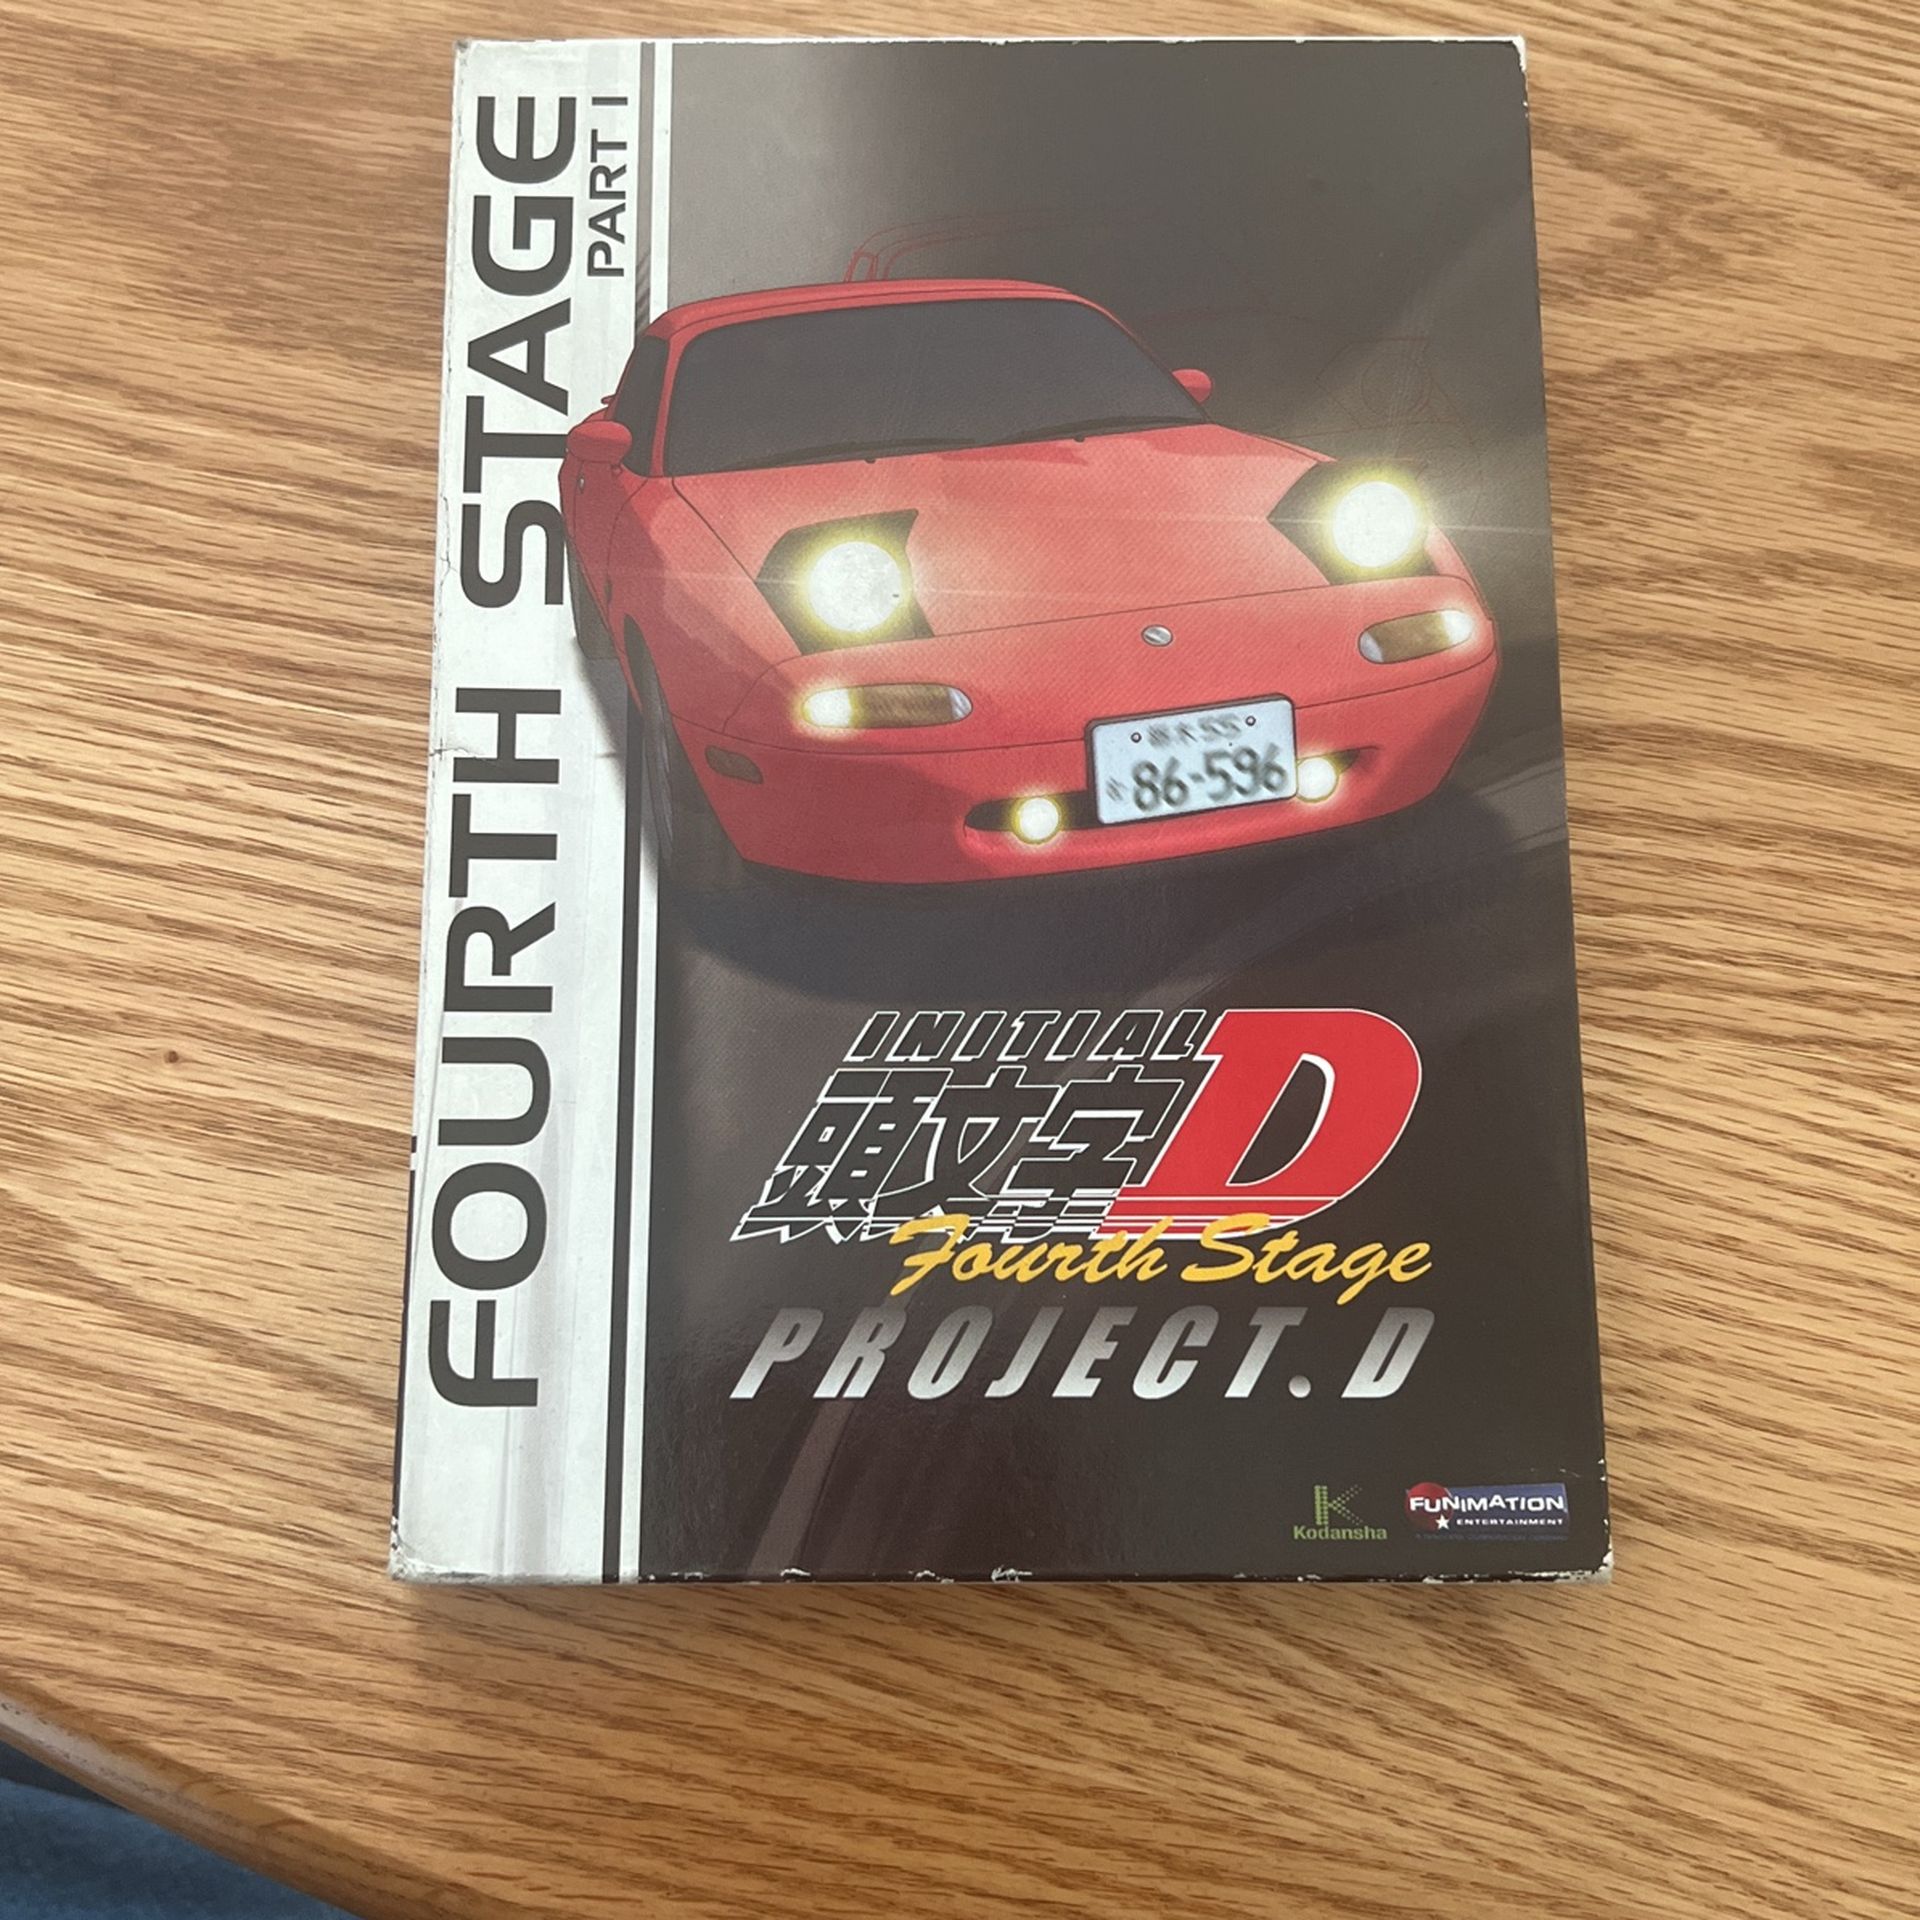 FOURTH STAGE
PART I
86-596
INITIAL
頭文字D
Fourth Stage
PROJECT.D
K
Kodansha
FUNIMATION
ENTERTAINMENT